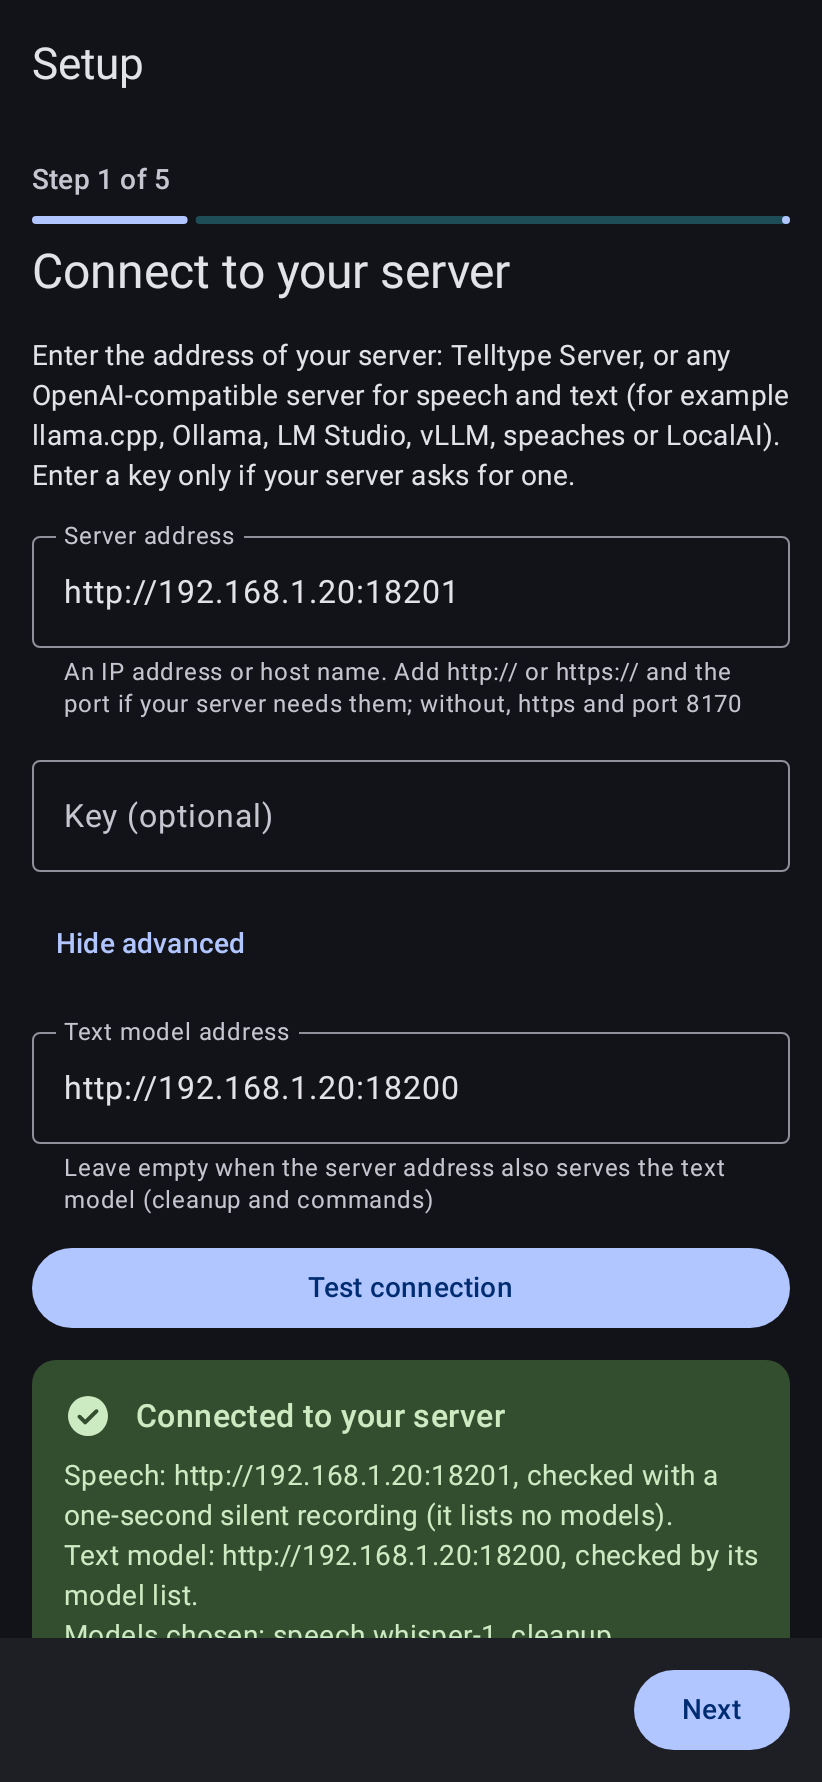 Setup
Step 1 of 5
Connect to your server
Enter the address of your server: Telltype Server, or any
OpenAI-compatible server for speech and text (for example
llama.cpp, Ollama, LM Studio, vLLM, speaches or LocalAI).
Enter a key only if your server asks for one.
Server address
http://192.168.1.20:18201
An IP address or host name. Add http:// or https:// and the
port if your server needs them; without, https and port 8170
Key (optional)
Hide advanced
Text model address
http://192.168.1.20:18200
Leave empty when the server address also serves the text
model (cleanup and commands)
Test connection
Connected to your server
Speech: http://192.168.1.20:18201, checked with a
one-second silent recording (it lists no models).
Text model: http://192.168.1.20:18200, checked by its
model list.
Models chosen: speech whisper-1, cleanup
Next